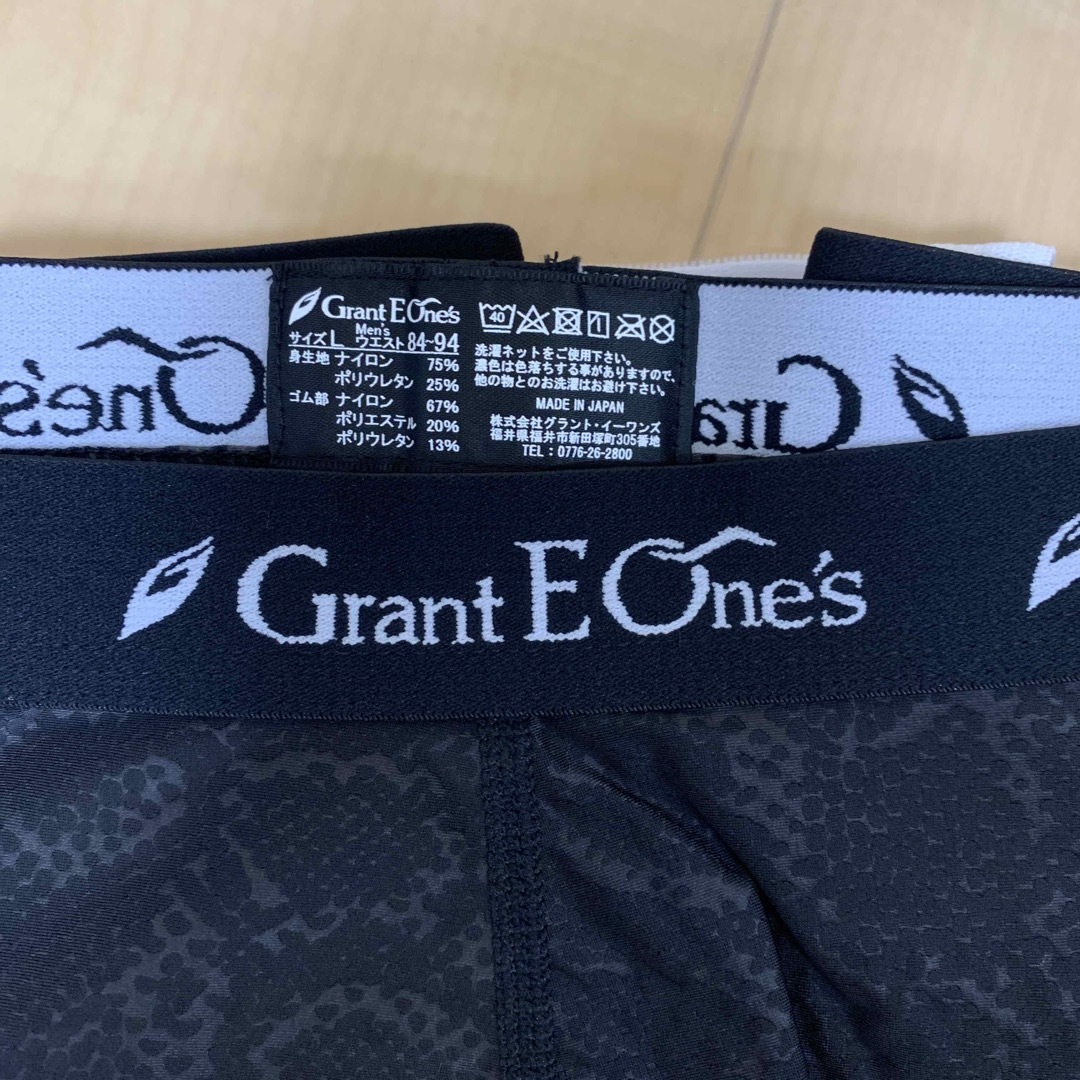 Grant E One's
サイズ L Men's ウエスト 84~94
身生地 ナイロン 75%
ポリウレタン 25%
ゴム部 ナイロン 67%
ポリエステル 20%
ポリウレタン 13%
40
1
洗濯ネットをご使用下さい。
濃色は色落ちする事がありますので、
他の物とのお洗濯はお避け下さい。
MADE IN JAPAN
株式会社グラント・イーワンズ
福井県福井市新田塚町305番地
TEL:0776-26-2800
One's
Gra
Grant E One's